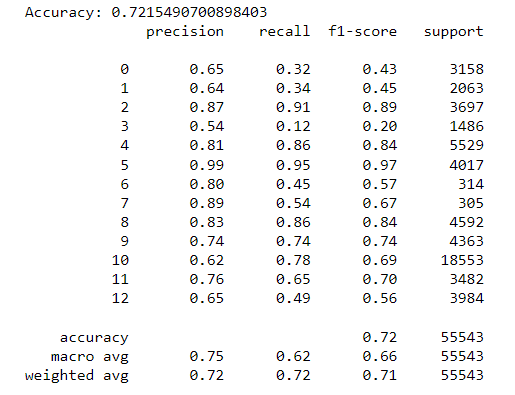 Accuracy: 0.7215490700898403
precision recall f1-score support
0 0.65 0.32 0.43 3158
1 0.64 0.34 0.45 2063
2 0.87 0.91 0.89 3697
3 0.54 0.12 0.20 1486
4 0.81 0.86 0.84 5529
5 0.99 0.95 0.97 4017
6 0.80 0.45 0.57 314
7 0.89 0.54 0.67 305
8 0.83 0.86 0.84 4592
9 0.74 0.74 0.74 4363
10 0.62 0.78 0.69 18553
11 0.76 0.65 0.70 3482
12 0.65 0.49 0.56 3984
accuracy 0.72 55543
macro avg 0.75 0.62 0.66 55543
weighted avg 0.72 0.72 0.71 55543